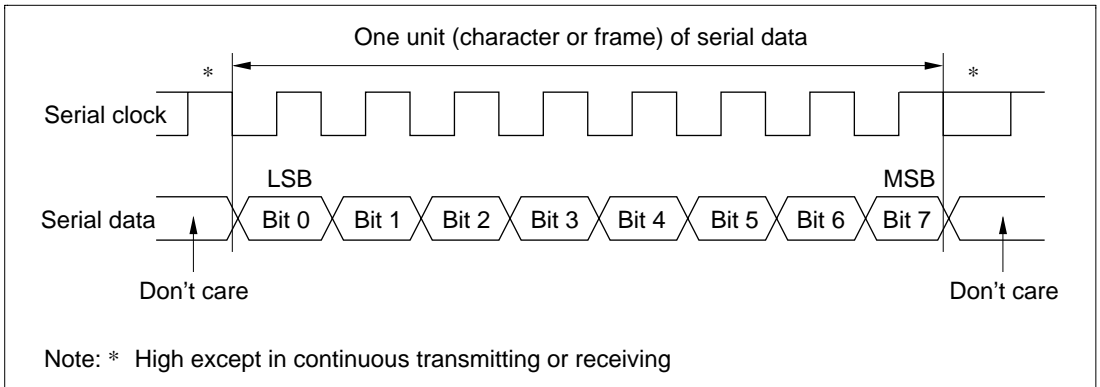 One unit (character or frame) of serial data
* *
Serial clock
LSB MSB
Serial data Bit 0 Bit 1 Bit 2 Bit 3 Bit 4 Bit 5 Bit 6 Bit 7
Don’t care Don’t care
Note: * High except in continuous transmitting or receiving